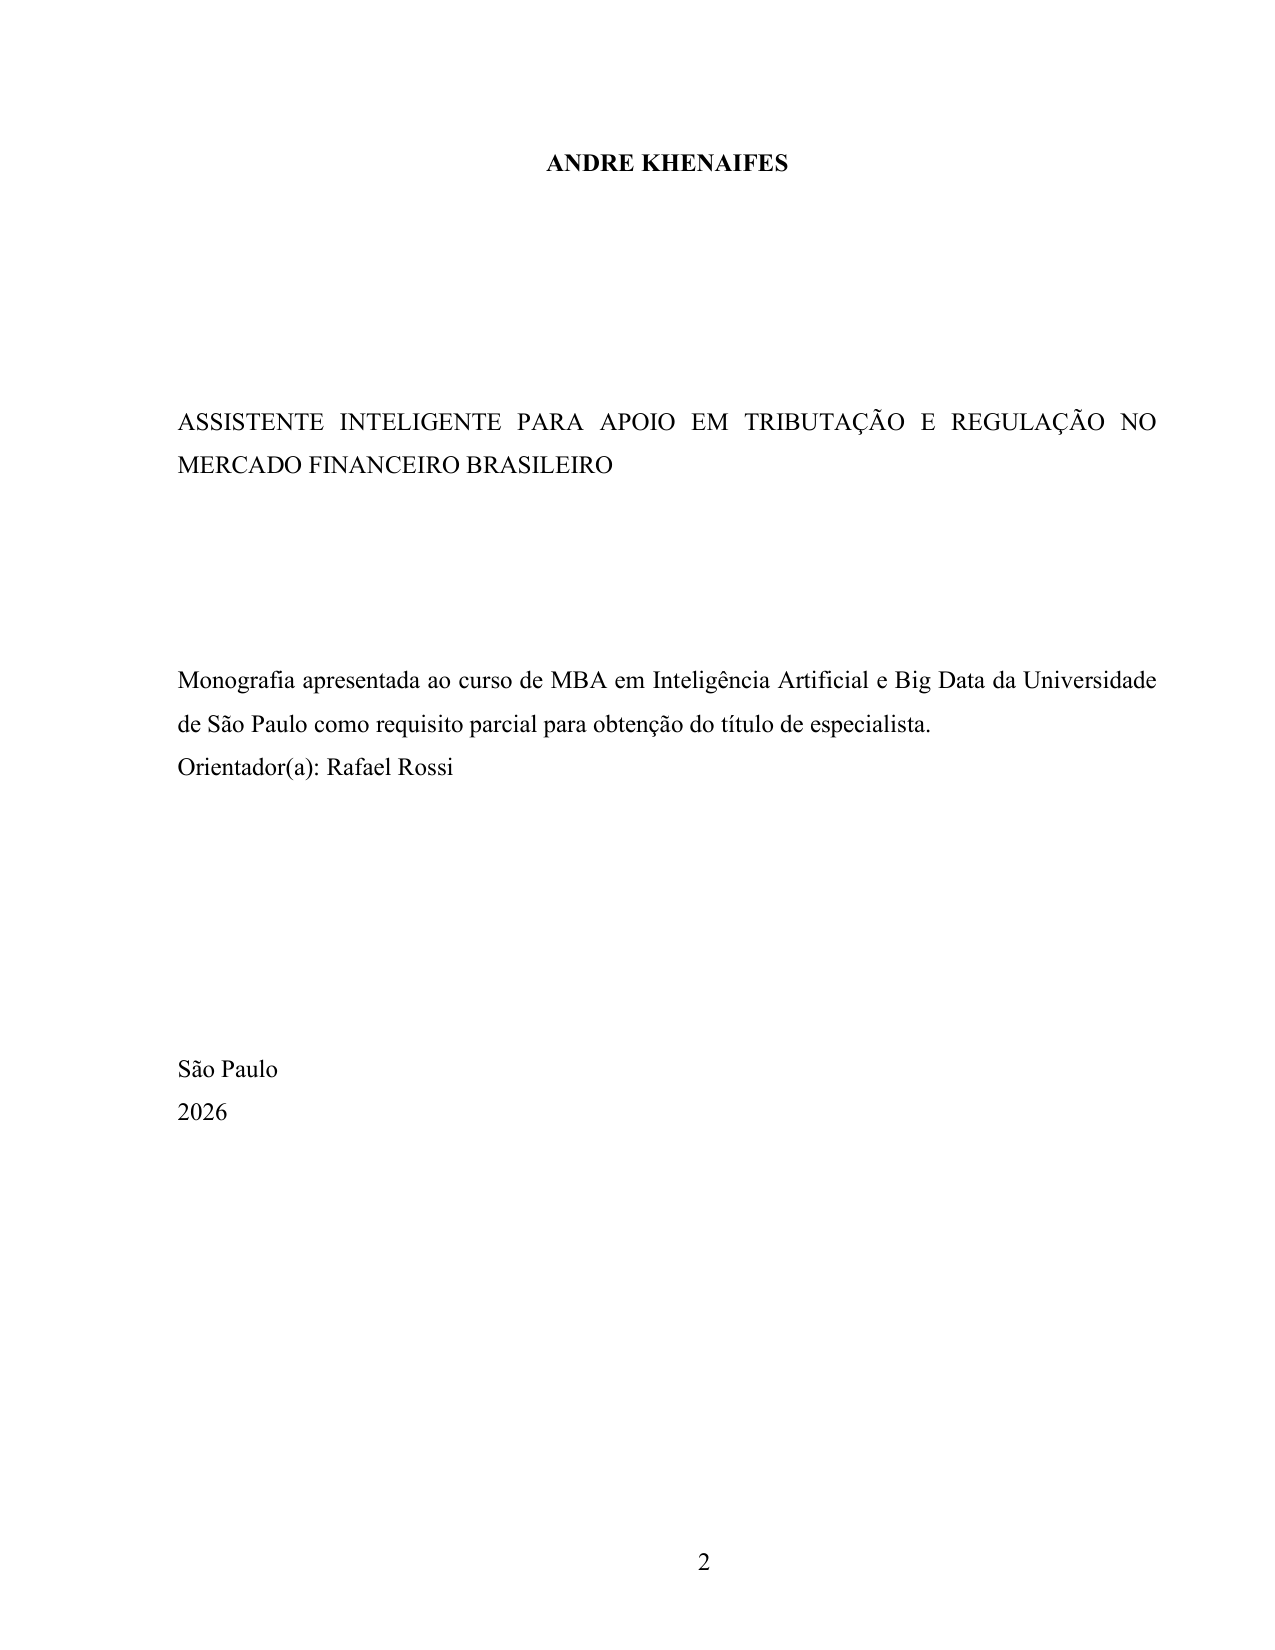 ANDRE KHENAIFES
ASSISTENTE INTELIGENTE PARA APOIO EM TRIBUTAÇÃO E REGULAÇÃO NO
MERCADO FINANCEIRO BRASILEIRO
Monografia apresentada ao curso de MBA em Inteligência Artificial e Big Data da Universidade
de São Paulo como requisito parcial para obtenção do título de especialista.
Orientador(a): Rafael Rossi
São Paulo
2026
2